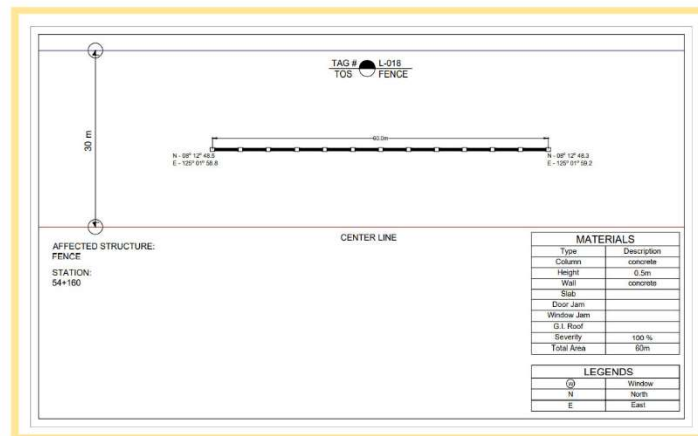 TAG # L-018
TOS FENCE
30 m
60.0m
N - 08° 12' 48.5
E - 125° 01' 58.8
N - 08° 12' 48.3
E - 125° 01' 59.2
CENTER LINE
AFFECTED STRUCTURE:
FENCE
STATION:
54+160
MATERIALS
Type Description
Column concrete
Height 0.5m
Wall concrete
Slab
Door Jam
Window Jam
G.I. Roof
Severity 100 %
Total Area 60m
LEGENDS
W Window
N North
E East